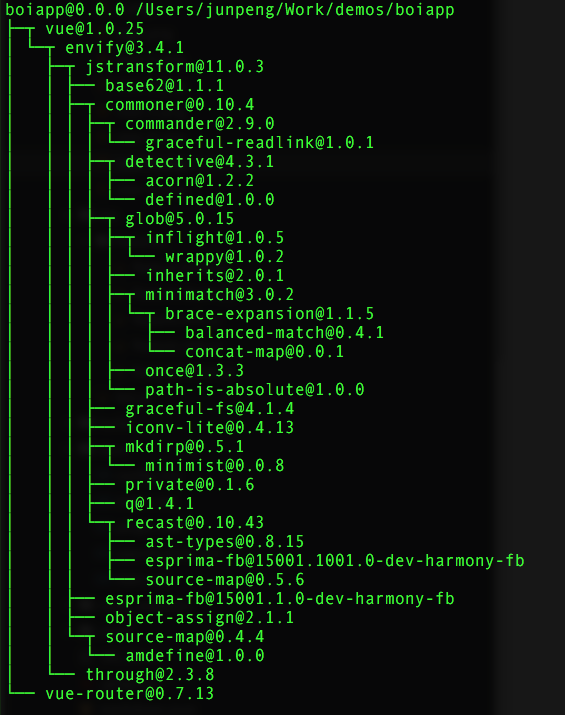 boiapp@0.0.0 /Users/junpeng/Work/demos/boiapp
├─┬ vue@1.0.25
│ └─┬ envify@3.4.1
│   ├─┬ jstransform@11.0.3
│   │ ├── base62@1.1.1
│   │ ├─┬ commoner@0.10.4
│   │ │ ├─┬ commander@2.9.0
│   │ │ │ └── graceful-readlink@1.0.1
│   │ │ ├─┬ detective@4.3.1
│   │ │ │ ├── acorn@1.2.2
│   │ │ │ └── defined@1.0.0
│   │ │ ├─┬ glob@5.0.15
│   │ │ │ ├─┬ inflight@1.0.5
│   │ │ │ │ └── wrappy@1.0.2
│   │ │ │ ├── inherits@2.0.1
│   │ │ │ ├─┬ minimatch@3.0.2
│   │ │ │ │ └─┬ brace-expansion@1.1.5
│   │ │ │ │   ├── balanced-match@0.4.1
│   │ │ │ │   └── concat-map@0.0.1
│   │ │ │ ├── once@1.3.3
│   │ │ │ └── path-is-absolute@1.0.0
│   │ │ ├── graceful-fs@4.1.4
│   │ │ ├── iconv-lite@0.4.13
│   │ │ ├─┬ mkdirp@0.5.1
│   │ │ │ └── minimist@0.0.8
│   │ │ ├── private@0.1.6
│   │ │ ├── q@1.4.1
│   │ │ └─┬ recast@0.10.43
│   │ │   ├── ast-types@0.8.15
│   │ │   ├── esprima-fb@15001.1001.0-dev-harmony-fb
│   │ │   └── source-map@0.5.6
│   │ ├── esprima-fb@15001.1.0-dev-harmony-fb
│   │ ├── object-assign@2.1.1
│   │ └─┬ source-map@0.4.4
│   │   └── amdefine@1.0.0
│   └── through@2.3.8
└── vue-router@0.7.13